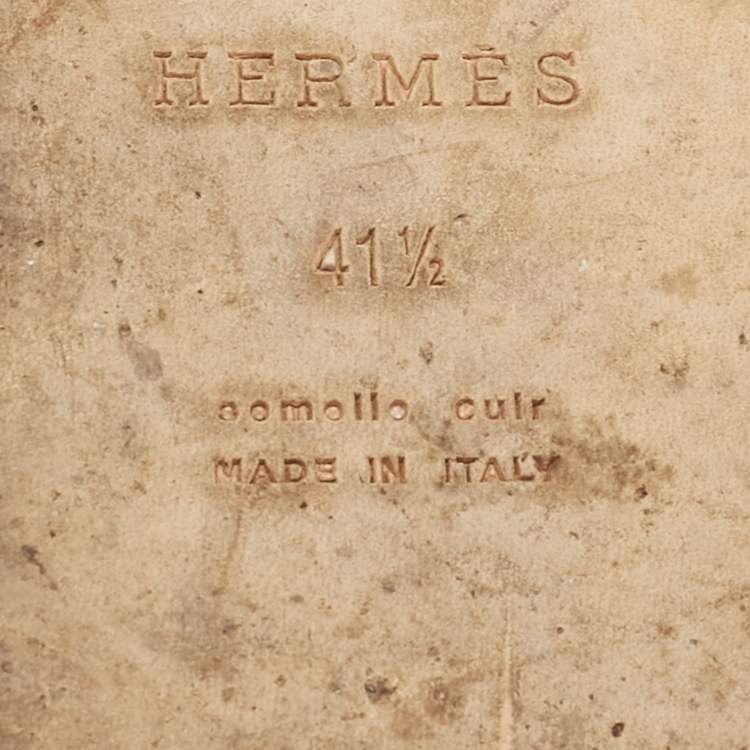 HERMÈS
41½
semelle cuir
MADE IN ITALY